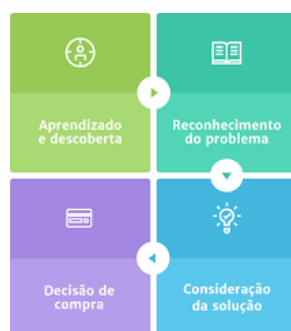 Aprendizado
e descoberta
Reconhecimento
do problema
Consideração
da solução
Decisão de
compra